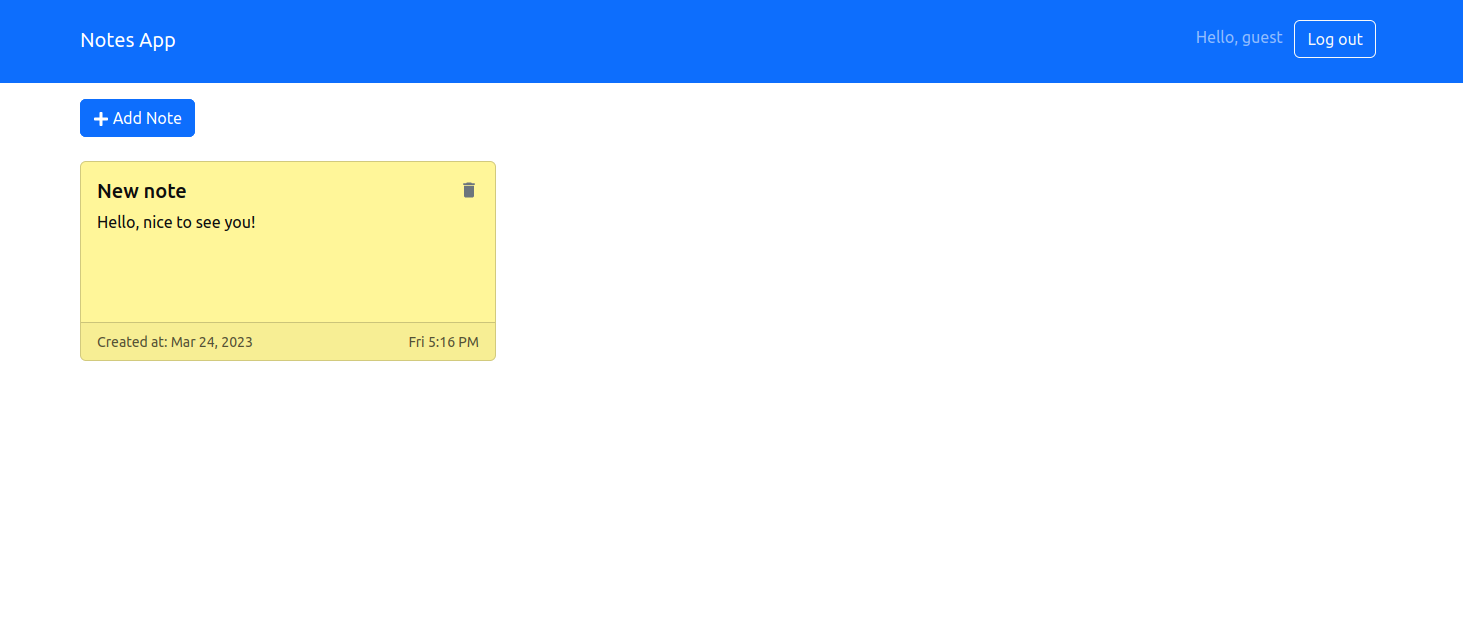 Notes App
Hello, guest
Log out
Add Note
New note
Hello, nice to see you!
Created at: Mar 24, 2023
Fri 5:16 PM